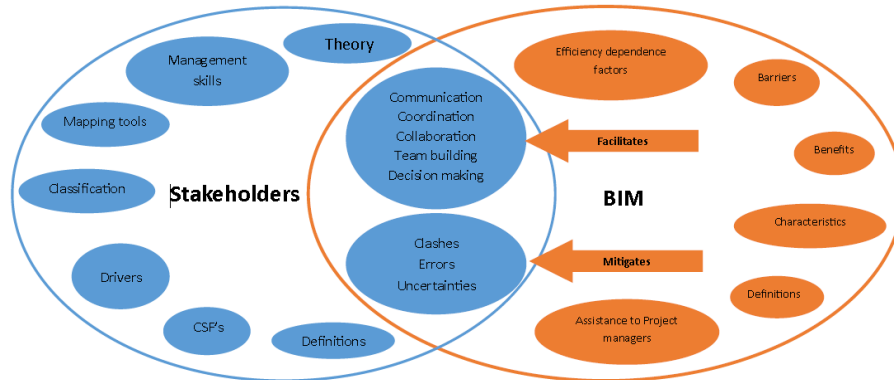 Theory
Management
skills
Mapping tools
Classification
Stakeholders
Drivers
CSF's
Definitions
Communication
Coordination
Collaboration
Team building
Decision making
Clashes
Errors
Uncertainties
Facilitates
Mitigates
BIM
Efficiency dependence
factors
Barriers
Benefits
Characteristics
Definitions
Assistance to Project
managers